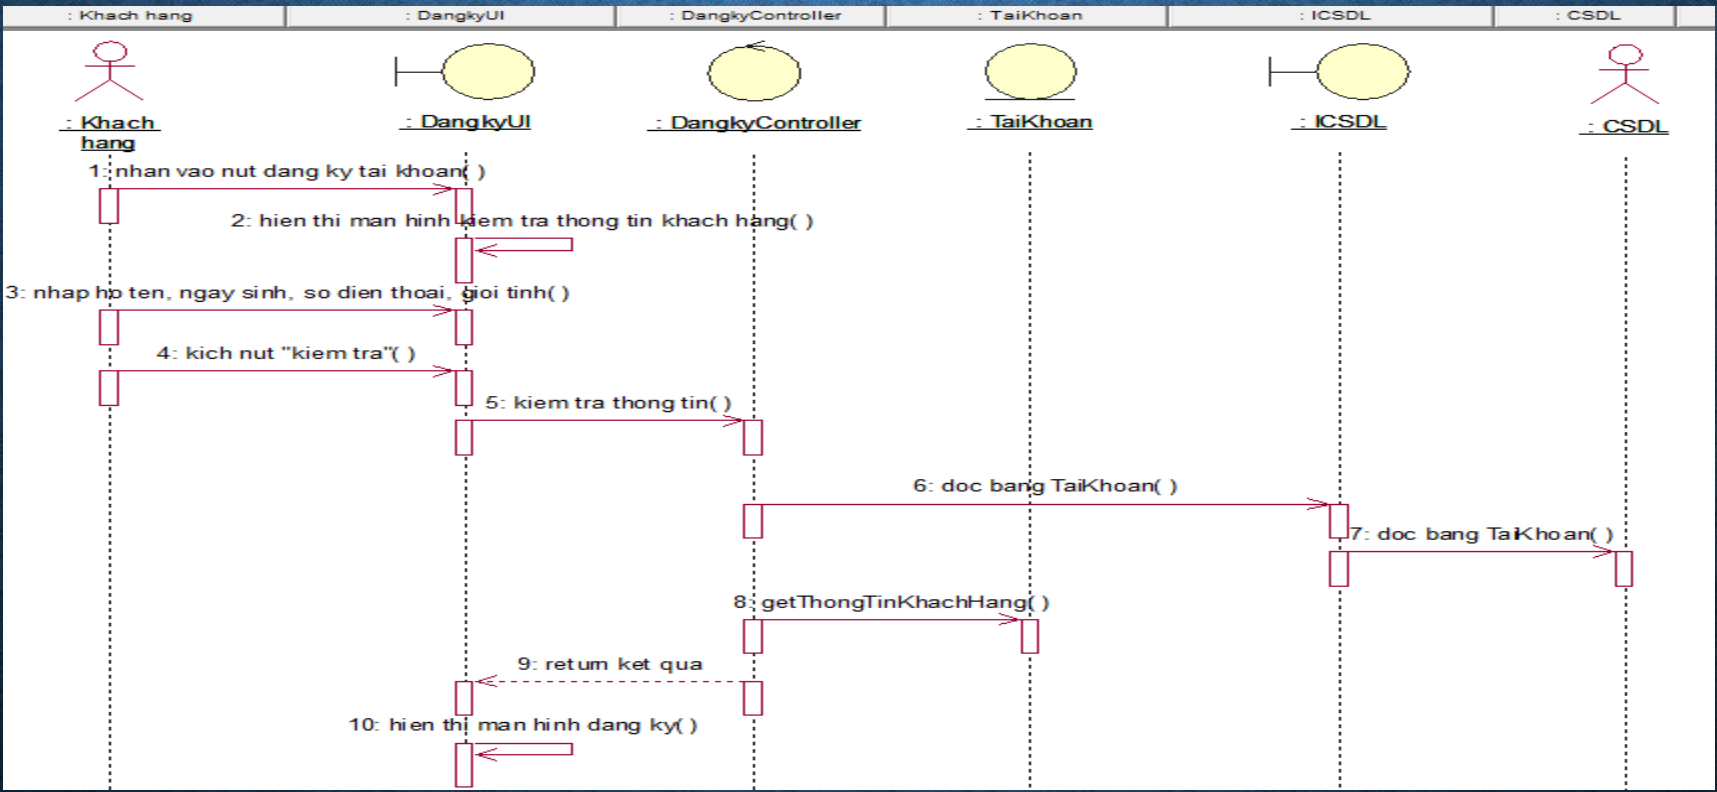 : Khach hang
: DangkyUI
: DangkyController
: TaiKhoan
: ICSDL
: CSDL
: Khach
hang
: DangkyUI
: DangkyController
: TaiKhoan
: ICSDL
: CSDL
1: nhan vao nut dang ky tai khoan( )
2: hien thi man hinh kiem tra thong tin khach hang( )
3: nhap ho ten, ngay sinh, so dien thoai, gioi tinh( )
4: kich nut "kiem tra"( )
5: kiem tra thong tin( )
6: doc bang TaiKhoan( )
7: doc bang TaiKhoan( )
8: getThongTinKhachHang( )
9: return ket qua
10: hien thi man hinh dang ky( )